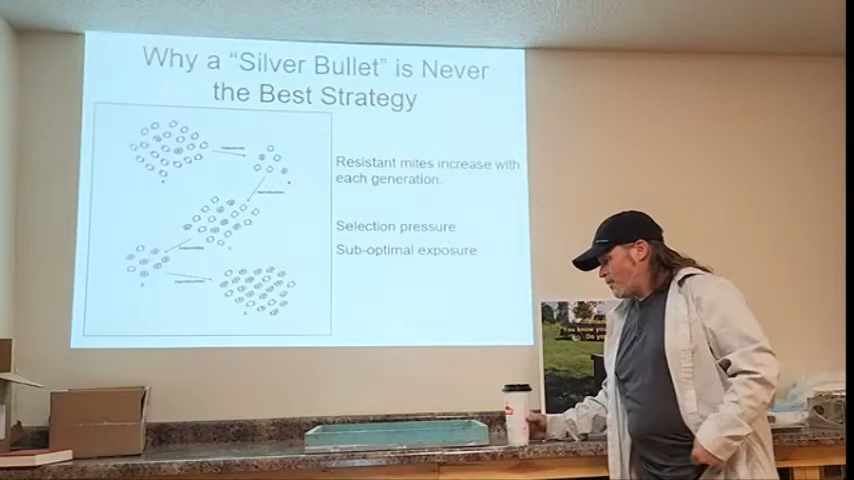 Why a “Silver Bullet” is Never
the Best Strategy
Resistant mites increase with
each generation.
Selection pressure
Sub-optimal exposure